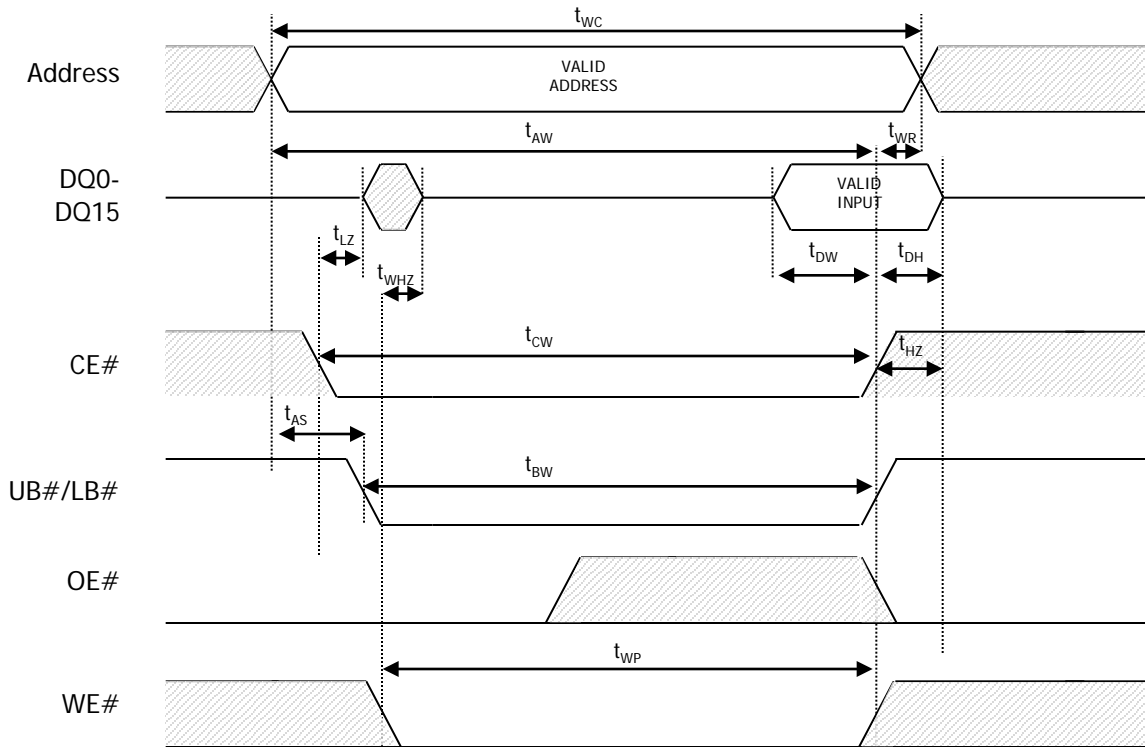 tWC
Address
VALID
ADDRESS
tAW
tWR
DQ0-
DQ15
VALID
INPUT
tLZ
tWHZ
tDW
tDH
CE#
tCW
tHZ
tAS
UB#/LB#
tBW
OE#
tWP
WE#